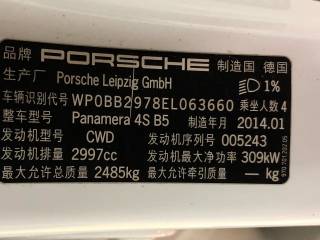 品牌 PORSCHE 制造国 德国
生产厂 Porsche Leipzig GmbH 1%
车辆识别代号 WP0BB2978EL063660 乘坐人数 4
整车型号 Panamera 4S B5 制造年月 2014.01
发动机型号 CWD 发动机序列号 005243
发动机排量 2997cc 发动机最大净功率 309kW
最大允许总质量 2485kg 最大允许牵引质量 — kg
970 701 202 05